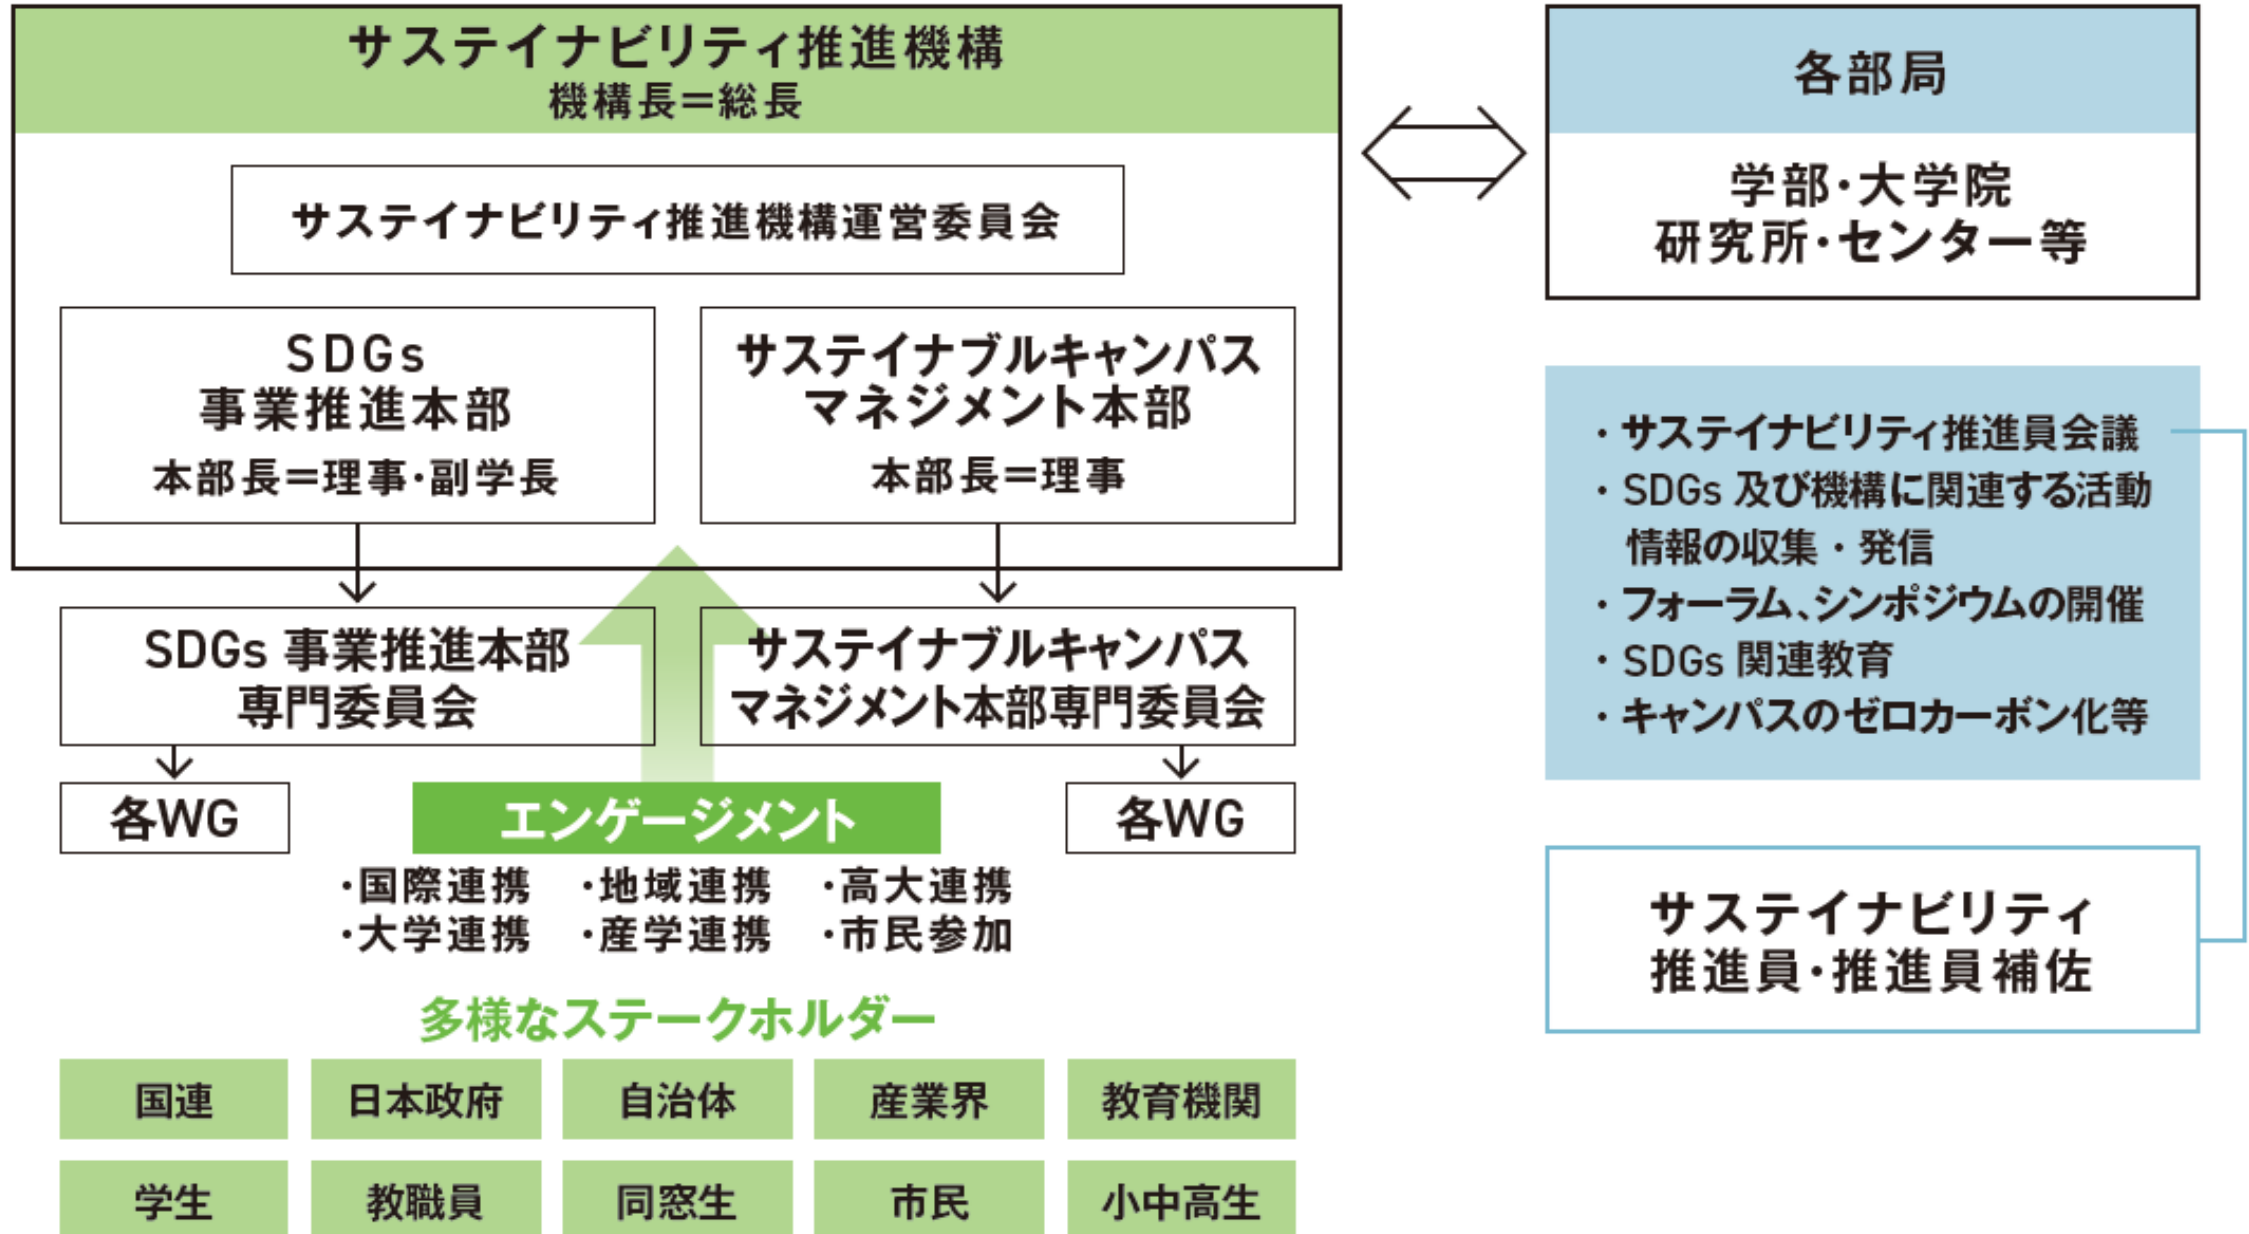 サステイナビリティ推進機構
機構長＝総長
サステイナビリティ推進機構運営委員会
SDGs
事業推進本部
本部長＝理事・副学長
サステイナブルキャンパス
マネジメント本部
本部長＝理事
SDGs 事業推進本部
専門委員会
サステイナブルキャンパス
マネジメント本部専門委員会
各WG
各WG
エンゲージメント
・国際連携　・地域連携　・高大連携
・大学連携　・産学連携　・市民参加
多様なステークホルダー
国連　日本政府　自治体　産業界　教育機関
学生　教職員　同窓生　市民　小中高生
各部局
学部・大学院
研究所・センター等
・サステイナビリティ推進員会議
・SDGs 及び機構に関連する活動
情報の収集・発信
・フォーラム、シンポジウムの開催
・SDGs 関連教育
・キャンパスのゼロカーボン化等
サステイナビリティ
推進員・推進員補佐